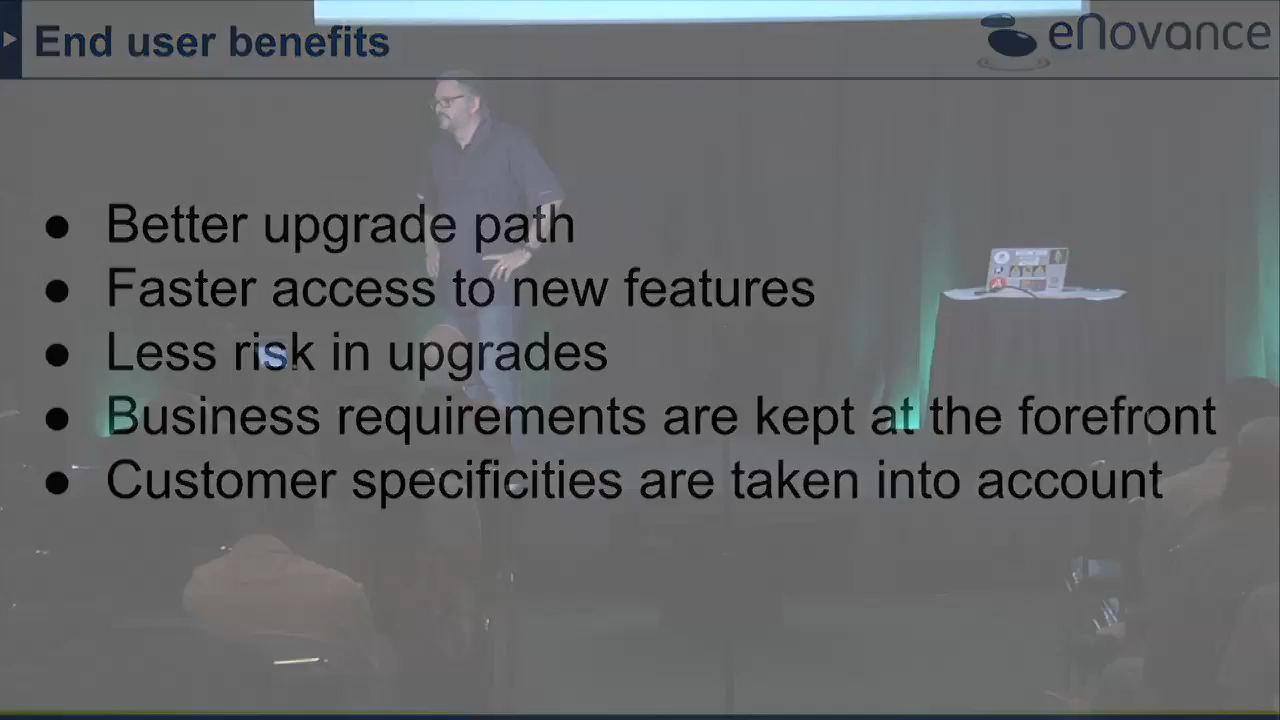 End user benefits
eNovance
● Better upgrade path
● Faster access to new features
● Less risk in upgrades
● Business requirements are kept at the forefront
● Customer specificities are taken into account